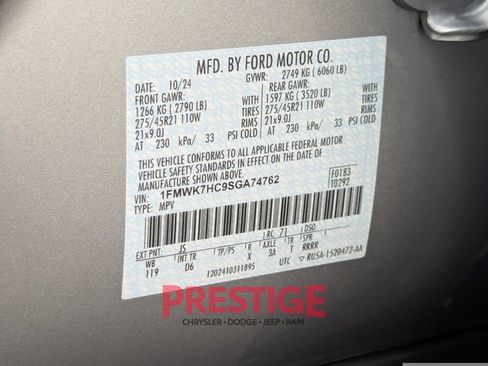 MFD. BY FORD MOTOR CO.
DATE: 10/24 GVWR: 2749 KG ( 6060 LB)
FRONT GAWR: REAR GAWR:
1266 KG ( 2790 LB) 1597 KG ( 3520 LB)
275/45R21 110W TIRES 275/45R21 110W TIRES
21x9.0J RIMS 21x9.0J RIMS
AT 230 kPa/ 33 PSI COLD AT 230 kPa/ 33 PSI COLD
THIS VEHICLE CONFORMS TO ALL APPLICABLE FEDERAL MOTOR
VEHICLE SAFETY STANDARDS IN EFFECT ON THE DATE OF
MANUFACTURE SHOWN ABOVE.
VIN: 1FMWK7HC9SGA74762 F0183
TYPE: MPV T0292
EXT PNT: JS RC: 71
WB INT TR TP/PS R AXLE TR SPR
119 D6 X 3A 1 RRRR
1202410311895 UTC ▽ RU5A-1520472-AA
PRESTIGE
CHRYSLER • DODGE • JEEP • RAM